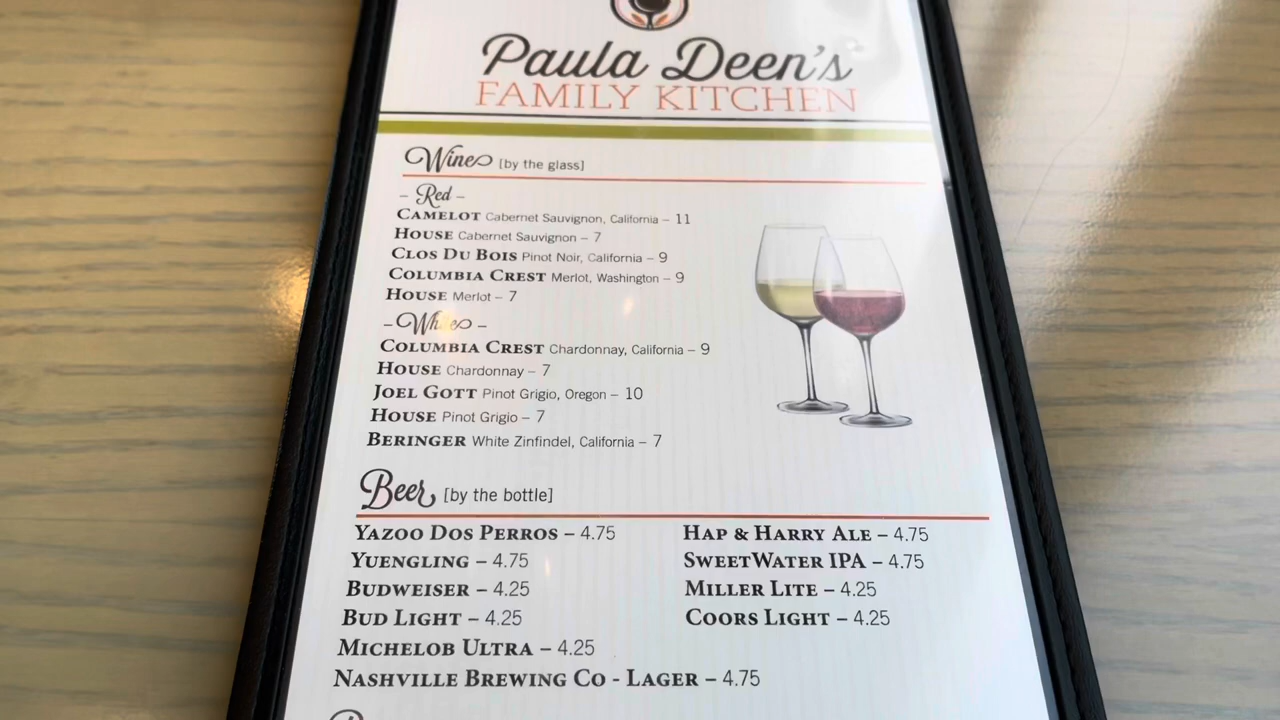 Paula Deen's
FAMILY KITCHEN
Wine [by the glass]
– Red –
CAMELOT Cabernet Sauvignon, California – 11
HOUSE Cabernet Sauvignon – 7
CLOS DU BOIS Pinot Noir, California – 9
COLUMBIA CREST Merlot, Washington – 9
HOUSE Merlot – 7
– White –
COLUMBIA CREST Chardonnay, California – 9
HOUSE Chardonnay – 7
JOEL GOTT Pinot Grigio, Oregon – 10
HOUSE Pinot Grigio – 7
BERINGER White Zinfindel, California – 7
Beer [by the bottle]
YAZOO DOS PERROS – 4.75
YUENGLING – 4.75
BUDWEISER – 4.25
BUD LIGHT – 4.25
MICHELOB ULTRA – 4.25
NASHVILLE BREWING CO - LAGER – 4.75
HAP & HARRY ALE – 4.75
SWEETWATER IPA – 4.75
MILLER LITE – 4.25
COORS LIGHT – 4.25